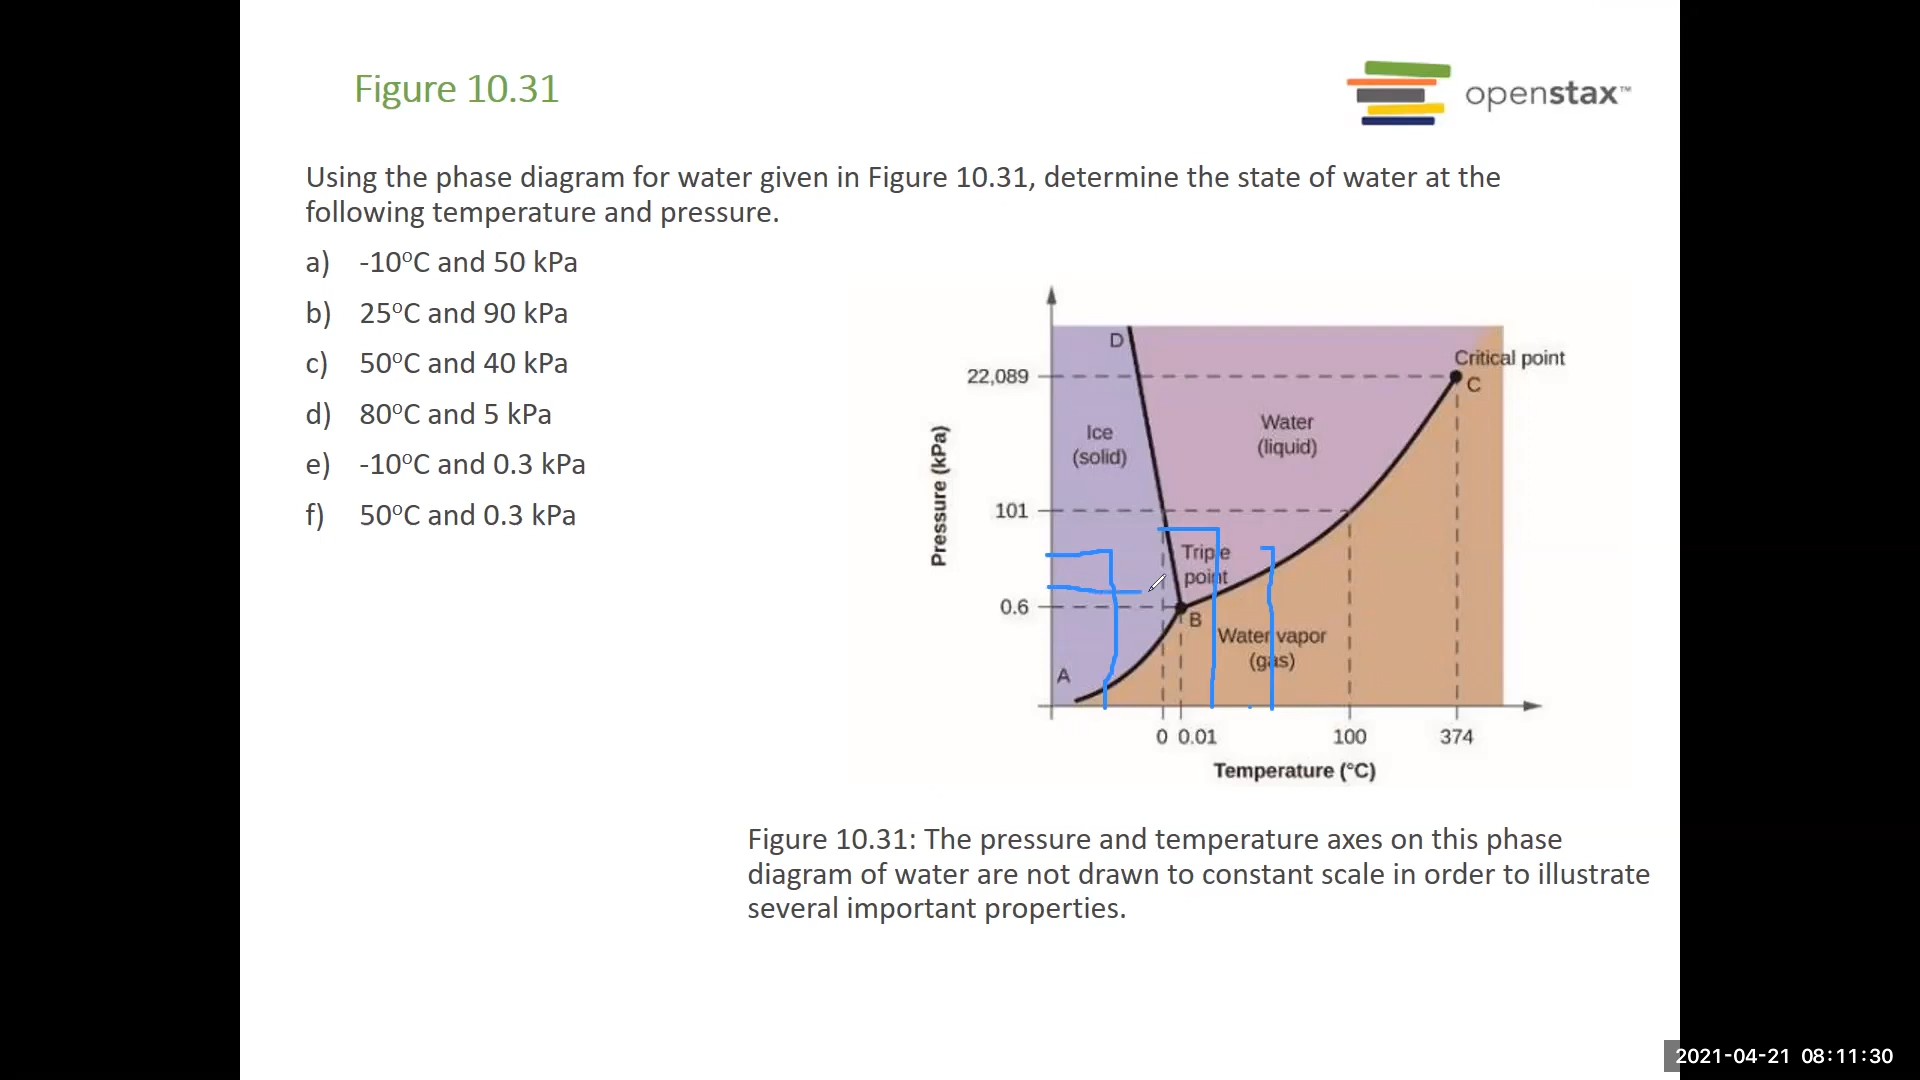 Figure 10.31
openstax™
Using the phase diagram for water given in Figure 10.31, determine the state of water at the
following temperature and pressure.
a) -10°C and 50 kPa
b) 25°C and 90 kPa
c) 50°C and 40 kPa
d) 80°C and 5 kPa
e) -10°C and 0.3 kPa
f) 50°C and 0.3 kPa
D
Critical point
22,089
C
Water
(liquid)
Ice
(solid)
Pressure (kPa)
101
Triple
point
0.6
B
Water vapor
(gas)
A
0 0.01 100 374
Temperature (°C)
Figure 10.31: The pressure and temperature axes on this phase
diagram of water are not drawn to constant scale in order to illustrate
several important properties.
2021-04-21 08:11:30